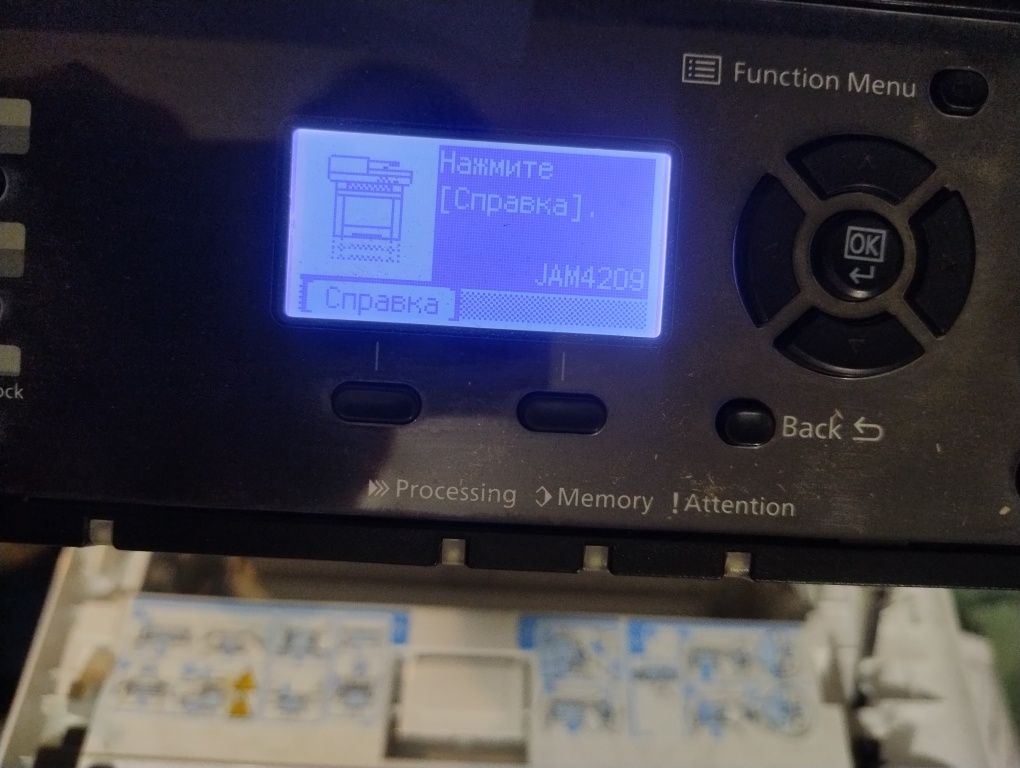 Function Menu
Нажмите
[Справка].
JAM4209
[ Справка ]
OK
ock
Back
Processing
Memory
! Attention